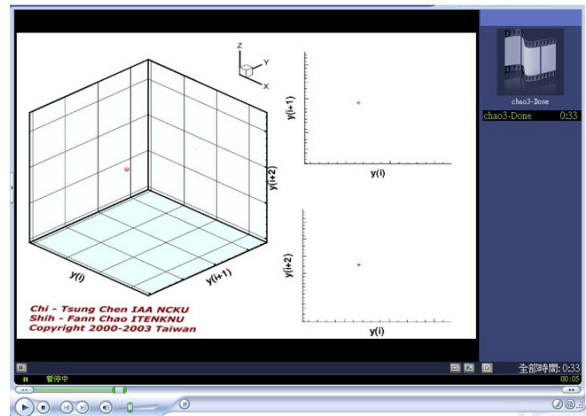 Z
Y
X
y(i+1)
y(i)
y(i+2)
y(i+2)
y(i)
y(i)
y(i+1)
Chi - Tsung Chen IAA NCKU
Shih - Fann Chao ITENKNU
Copyright 2000-2003 Taiwan
chao3-Done
chao3-Done 0:33
全部時間: 0:33
暫停中 00:05